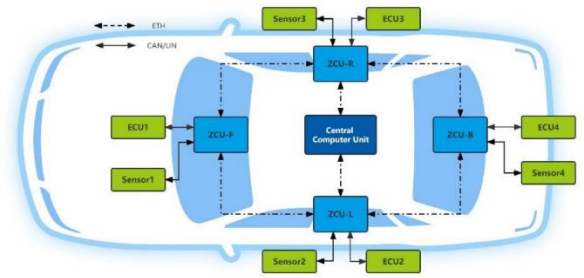 ETH
CAN/LIN
Sensor3
ECU3
ZCU-R
ECU1
ZCU-F
Central
Computer Unit
ZCU-B
ECU4
Sensor1
Sensor4
ZCU-L
Sensor2
ECU2